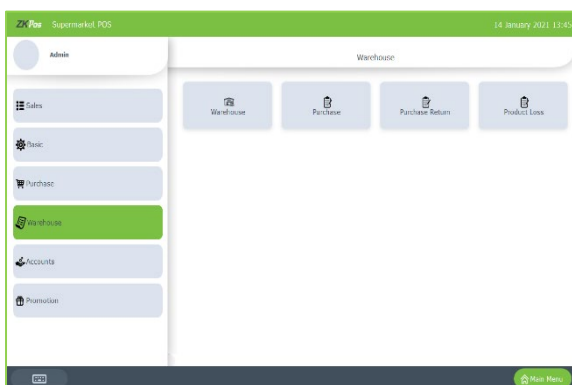 ZKPos Supermarket POS 14 January 2021 13:45
Admin
Warehouse
Sales
Basic
Purchase
Warehouse
Accounts
Promotion
Warehouse Purchase Purchase Return Product Loss
Main Menu